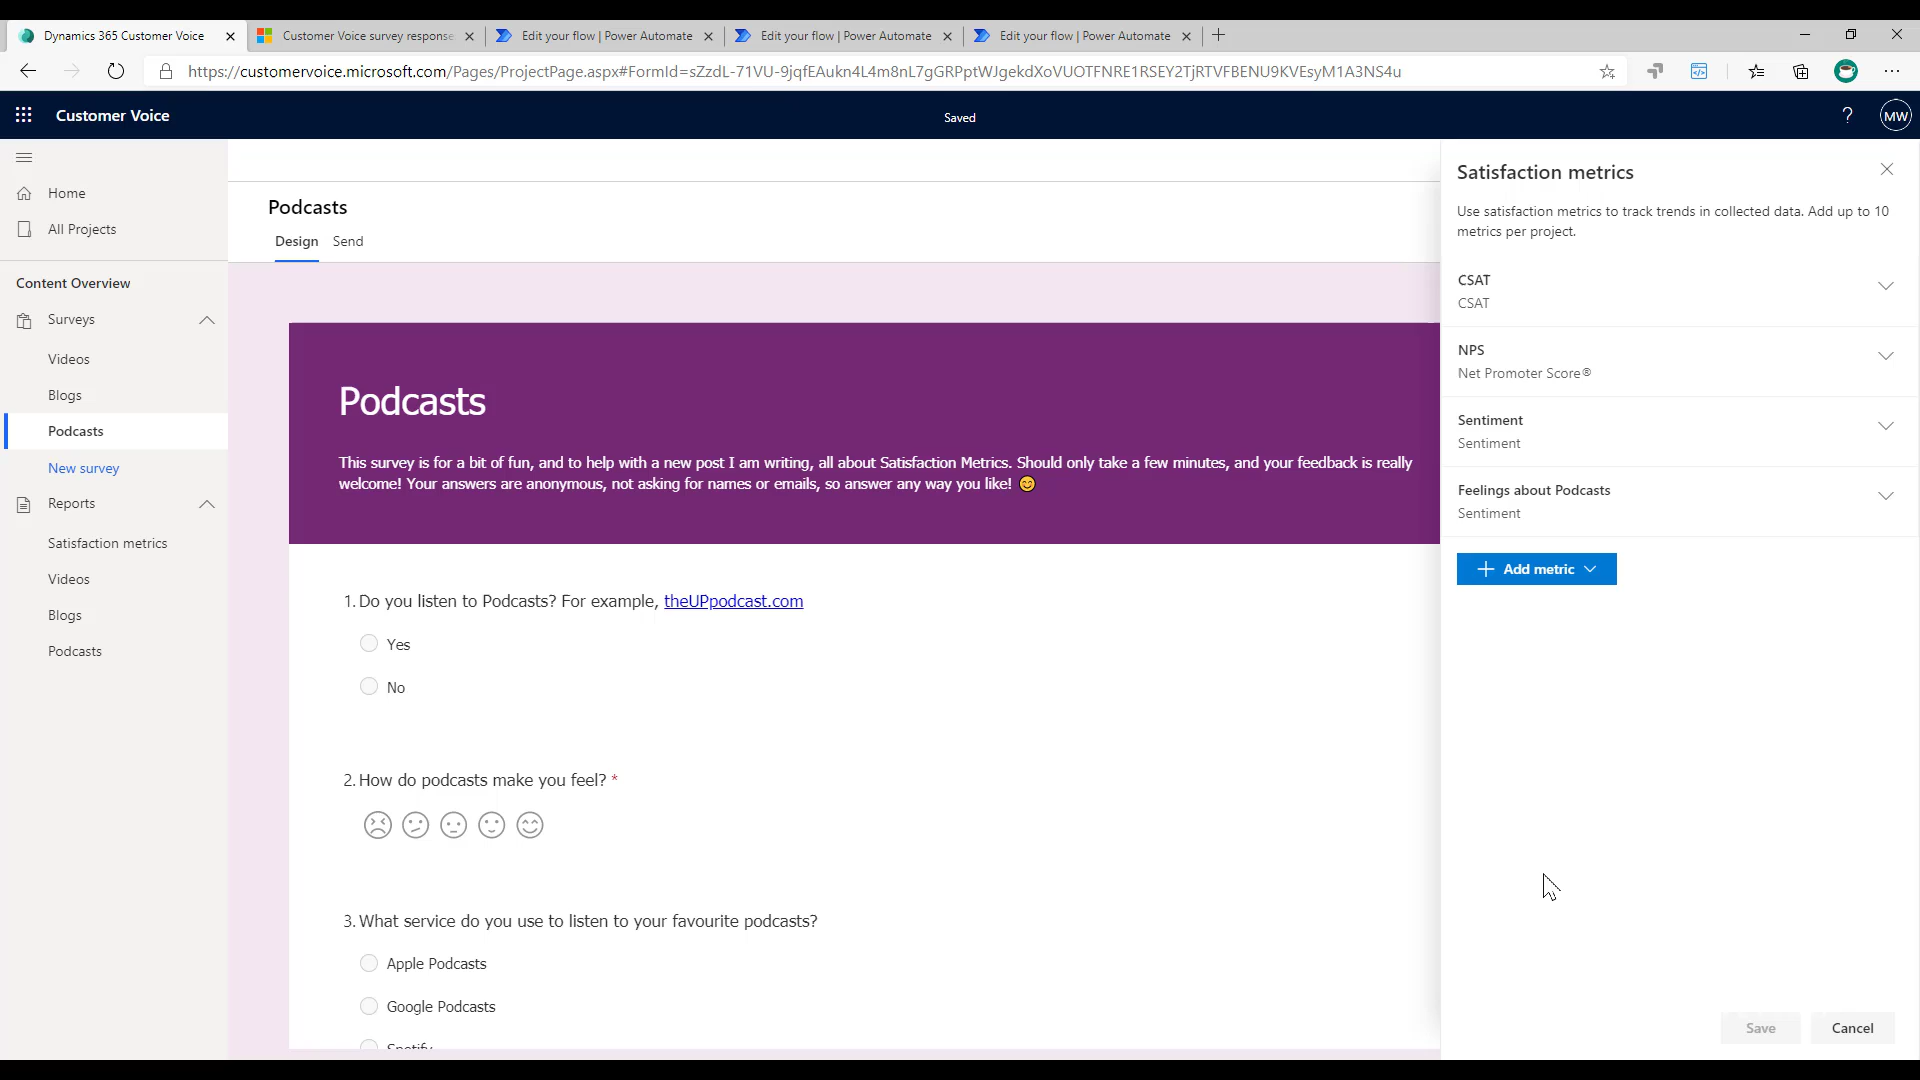 Dynamics 365 Customer Voice
Customer Voice survey response
Edit your flow | Power Automate
Edit your flow | Power Automate
Edit your flow | Power Automate
https://customervoice.microsoft.com/Pages/ProjectPage.aspx#FormId=sZzdL-71VU-9jqfEAukn4L4m8nL7gGRPptWJgekdXoVUOTFNRE1RSEY2TjRTVFBENU9KVEsyM1A3NS4u
Customer Voice
Saved
?
MW
Home
All Projects
Content Overview
Surveys
Videos
Blogs
Podcasts
New survey
Reports
Satisfaction metrics
Videos
Blogs
Podcasts
Podcasts
Design
Send
Podcasts
This survey is for a bit of fun, and to help with a new post I am writing, all about Satisfaction Metrics. Should only take a few minutes, and your feedback is really
welcome! Your answers are anonymous, not asking for names or emails, so answer any way you like! 😊
1. Do you listen to Podcasts? For example, theUPpodcast.com
Yes
No
2. How do podcasts make you feel? *
3. What service do you use to listen to your favourite podcasts?
Apple Podcasts
Google Podcasts
Spotify
Satisfaction metrics
Use satisfaction metrics to track trends in collected data. Add up to 10
metrics per project.
CSAT
CSAT
NPS
Net Promoter Score®
Sentiment
Sentiment
Feelings about Podcasts
Sentiment
Add metric
Save
Cancel